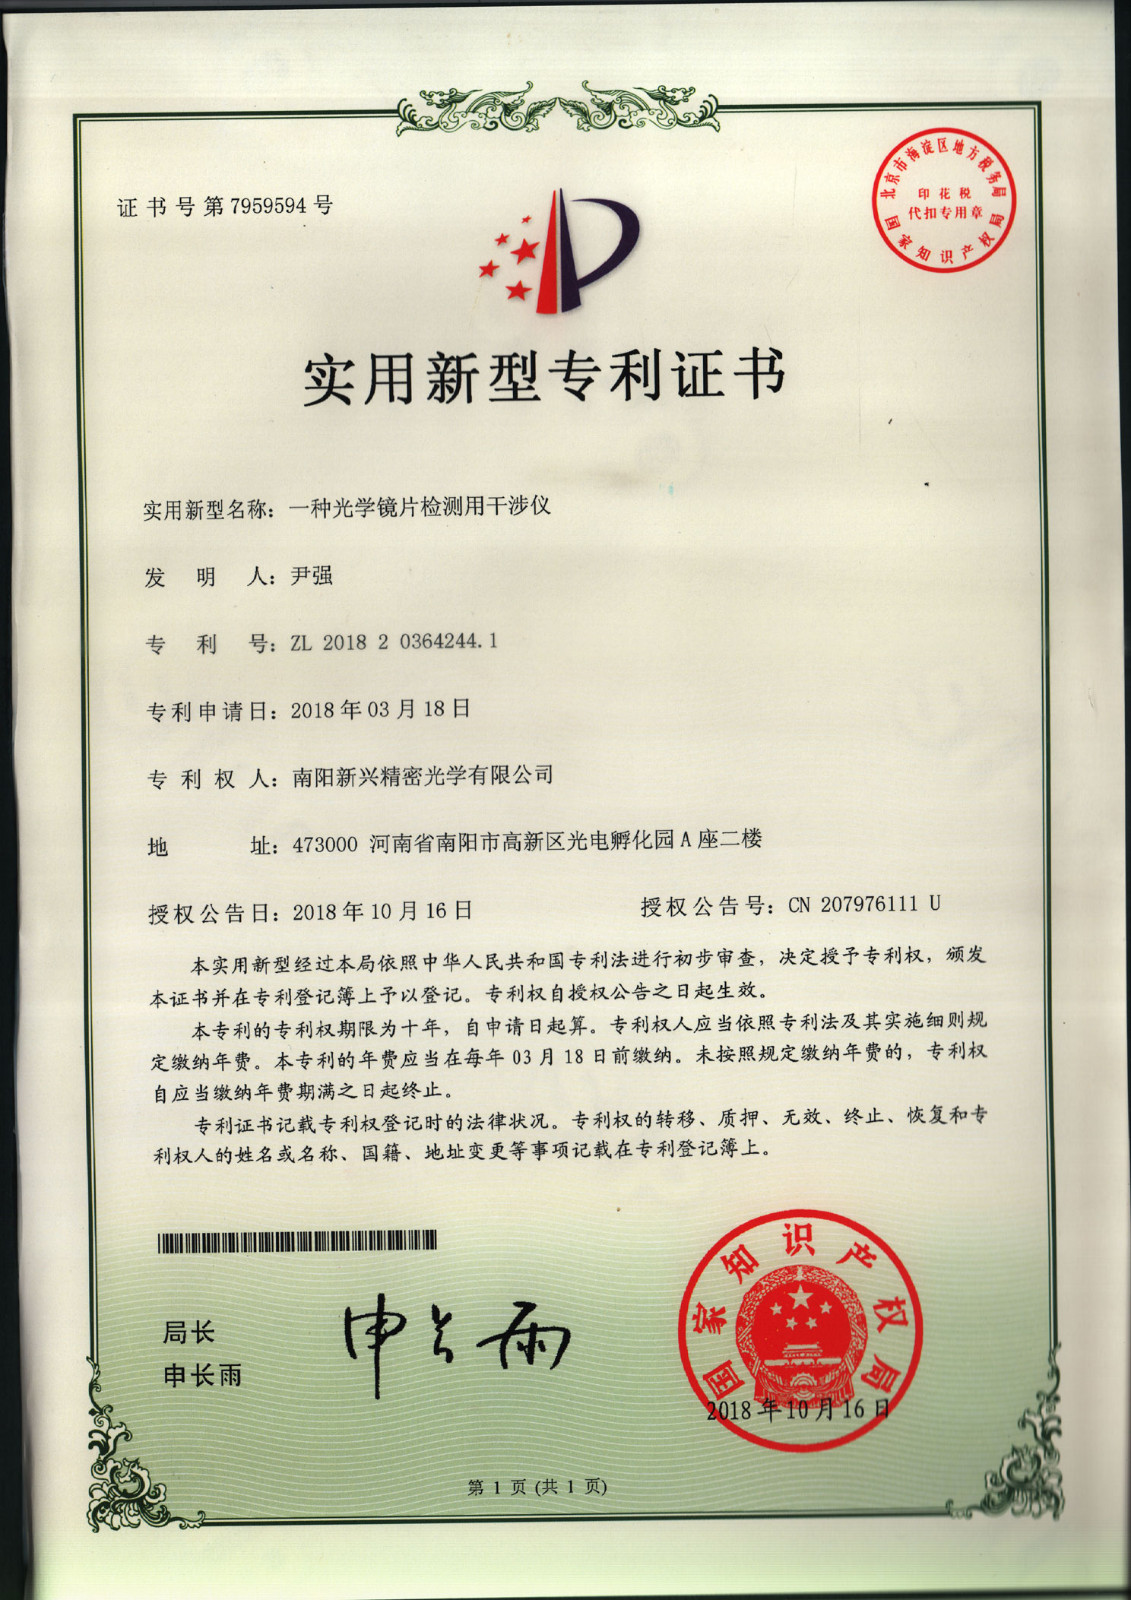 证书号第7959594号
北京市海淀区地方税务局
印花税
代扣专用章
国家知识产权局
实用新型专利证书
实用新型名称：一种光学镜片检测用干涉仪
发明人：尹强
专利号：ZL 2018 2 0364244.1
专利申请日：2018年03月18日
专利权人：南阳新兴精密光学有限公司
地址：473000 河南省南阳市高新区光电孵化园A座二楼
授权公告日：2018年10月16日 授权公告号：CN 207976111 U
本实用新型经过本局依照中华人民共和国专利法进行初步审查，决定授予专利权，颁发
本证书并在专利登记簿上予以登记。专利权自授权公告之日起生效。
本专利的专利权期限为十年，自申请日起算。专利权人应当依照专利法及其实施细则规
定缴纳年费。本专利的年费应当在每年03月18日前缴纳。未按照规定缴纳年费的，专利权
自应当缴纳年费期满之日起终止。
专利证书记载专利权登记时的法律状况。专利权的转移、质押、无效、终止、恢复和专
利权人的姓名或名称、国籍、地址变更等事项记载在专利登记簿上。
局长
申长雨
申长雨
国家知识产权局
2018年10月16日
第1页(共1页)